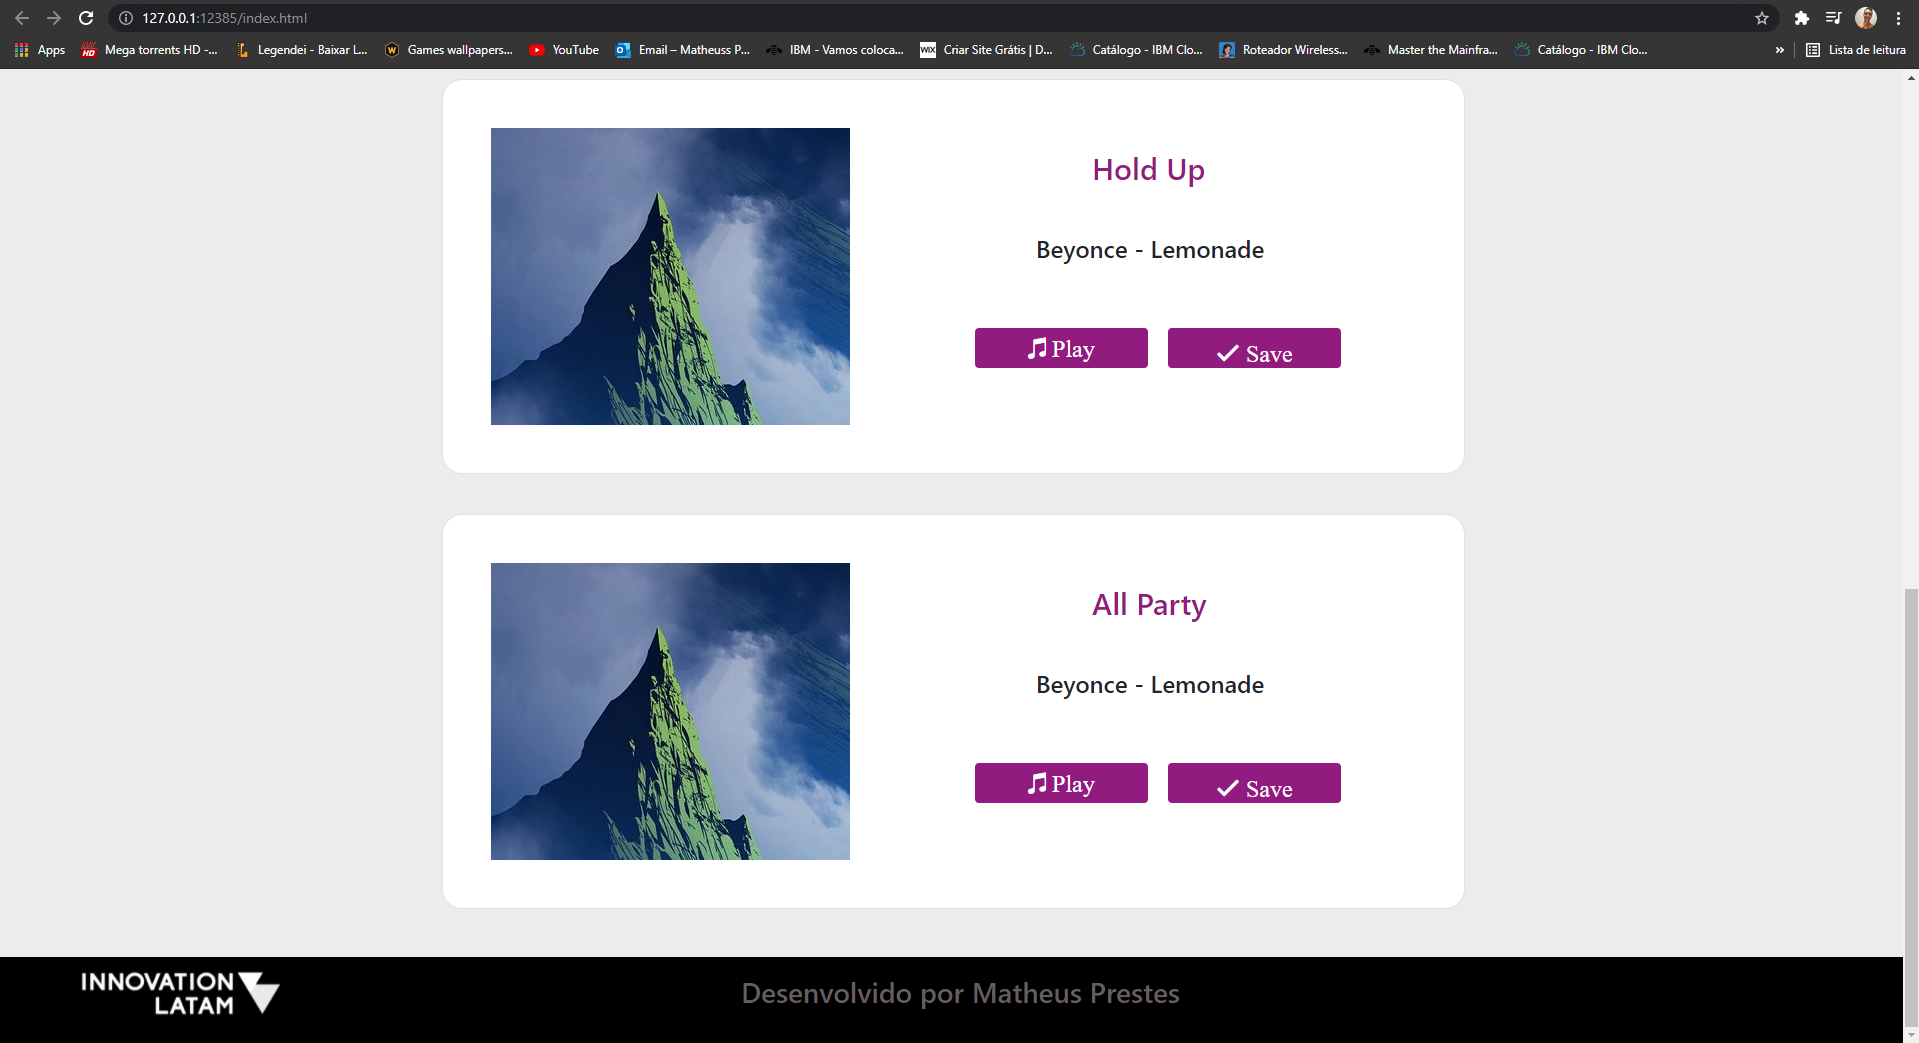 127.0.0.1:12385/index.html
Apps
Mega torrents HD -...
Legendei - Baixar L...
Games wallpapers...
YouTube
Email – Matheuss P...
IBM - Vamos coloca...
WIX
Criar Site Grátis | D...
Catálogo - IBM Clo...
Roteador Wireless...
Master the Mainfra...
Catálogo - IBM Clo...
»
Lista de leitura
Hold Up
Beyonce - Lemonade
Play
Save
All Party
Beyonce - Lemonade
Play
Save
INNOVATION
LATAM
Desenvolvido por Matheus Prestes